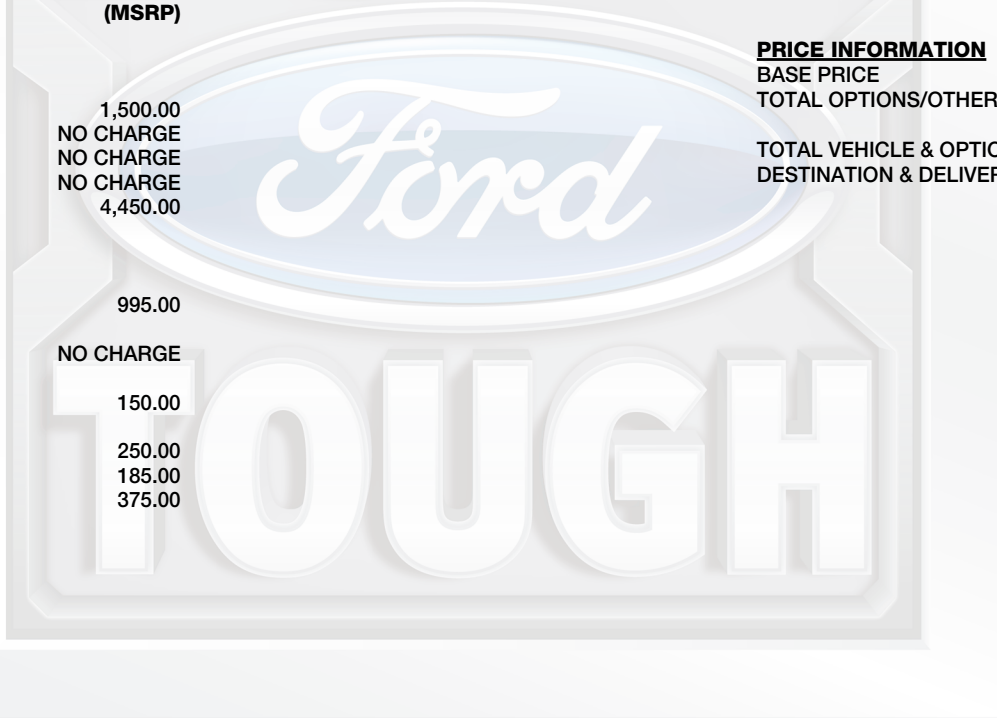 (MSRP)
1,500.00
NO CHARGE
NO CHARGE
NO CHARGE
4,450.00
995.00
NO CHARGE
150.00
250.00
185.00
375.00
PRICE INFORMATION
BASE PRICE
TOTAL OPTIONS/OTHER
TOTAL VEHICLE & OPTIO
DESTINATION & DELIVER
Ford
TOUGH